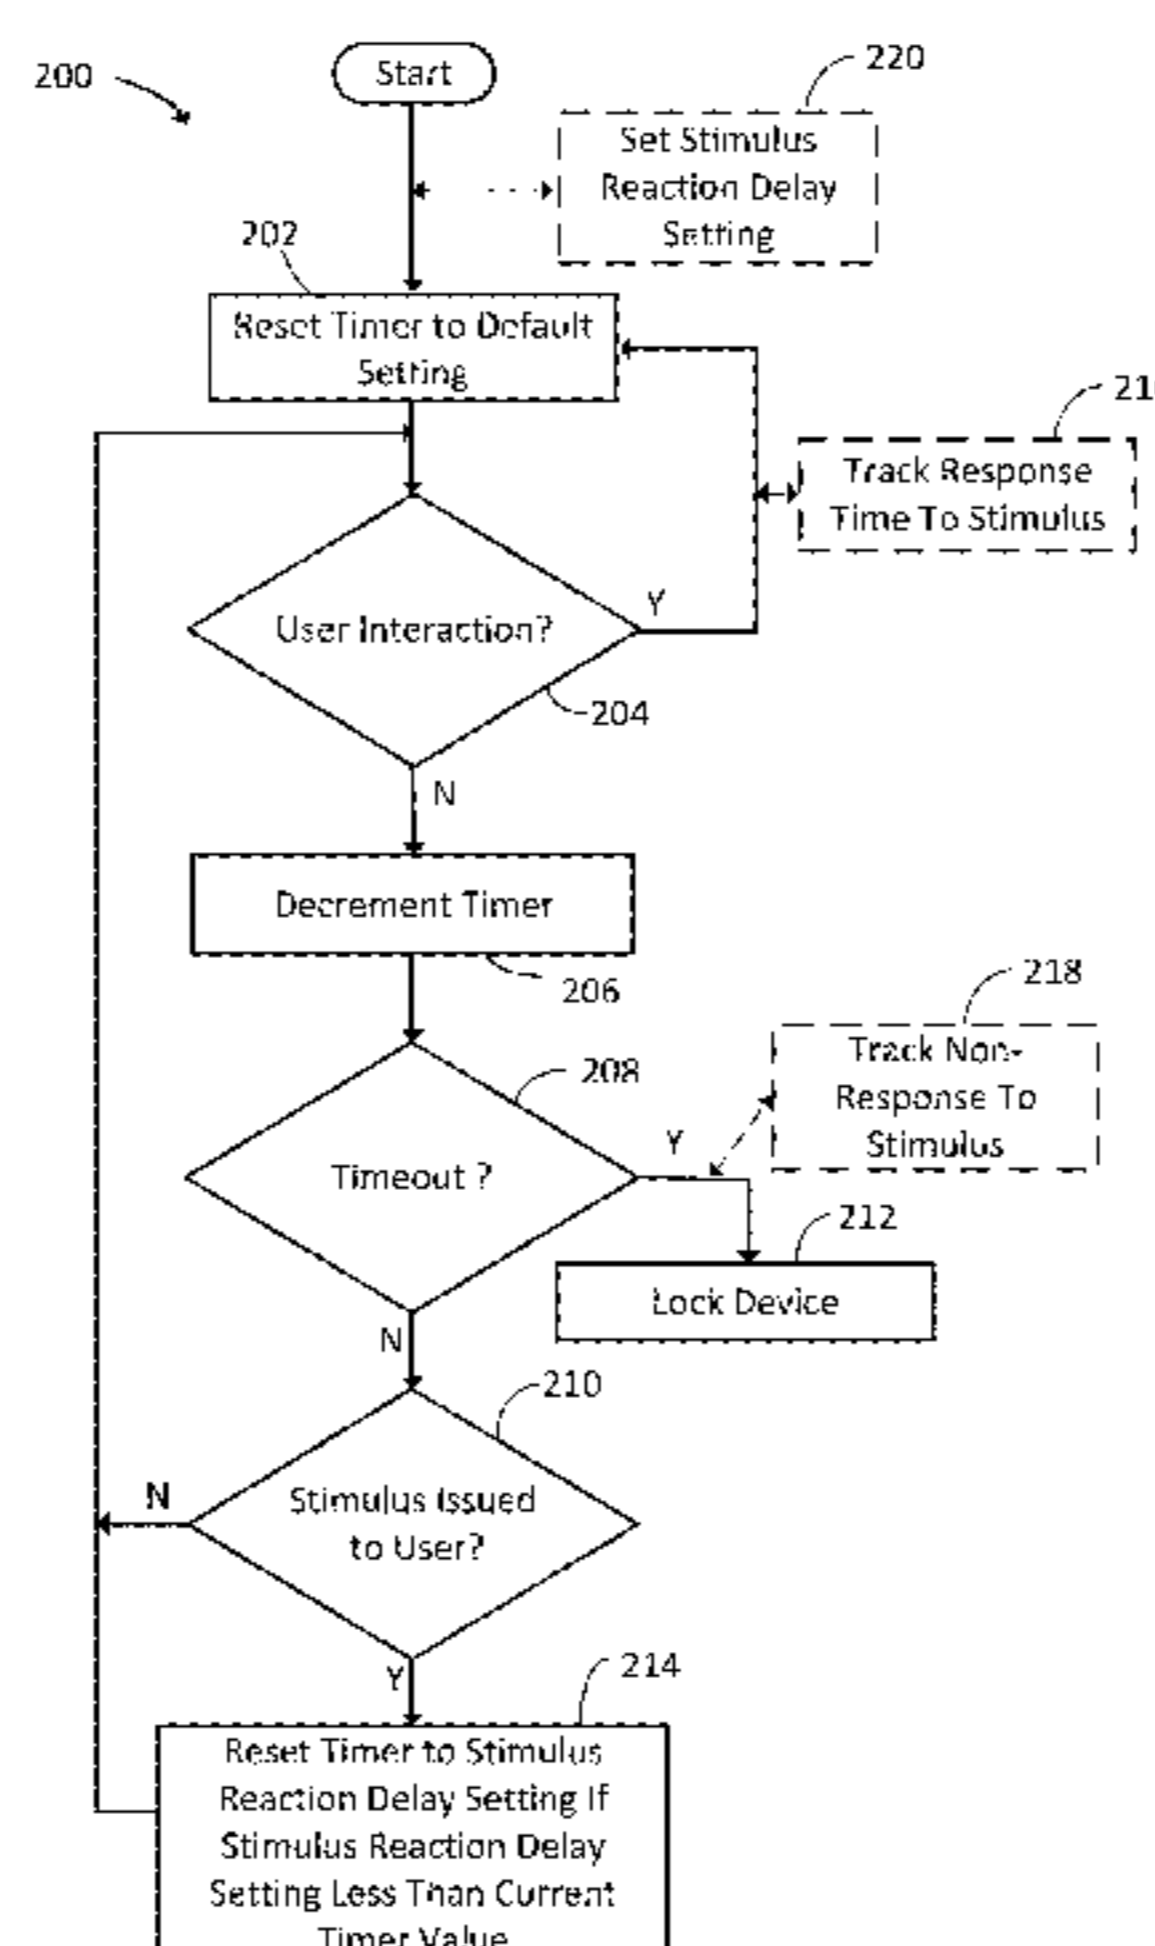 200
Start
220
Set Stimulus
Reaction Delay
Setting
202
Reset Timer to Default
Setting
Track Response
Time To Stimulus
Y
User Interaction?
204
N
Decrement Timer
206
218
Track Non-
Response To
Stimulus
208
Y
Timeout ?
212
Lock Device
N
210
N
Stimulus Issued
to User?
Y
214
Reset Timer to Stimulus
Reaction Delay Setting If
Stimulus Reaction Delay
Setting Less Than Current
Timer Value